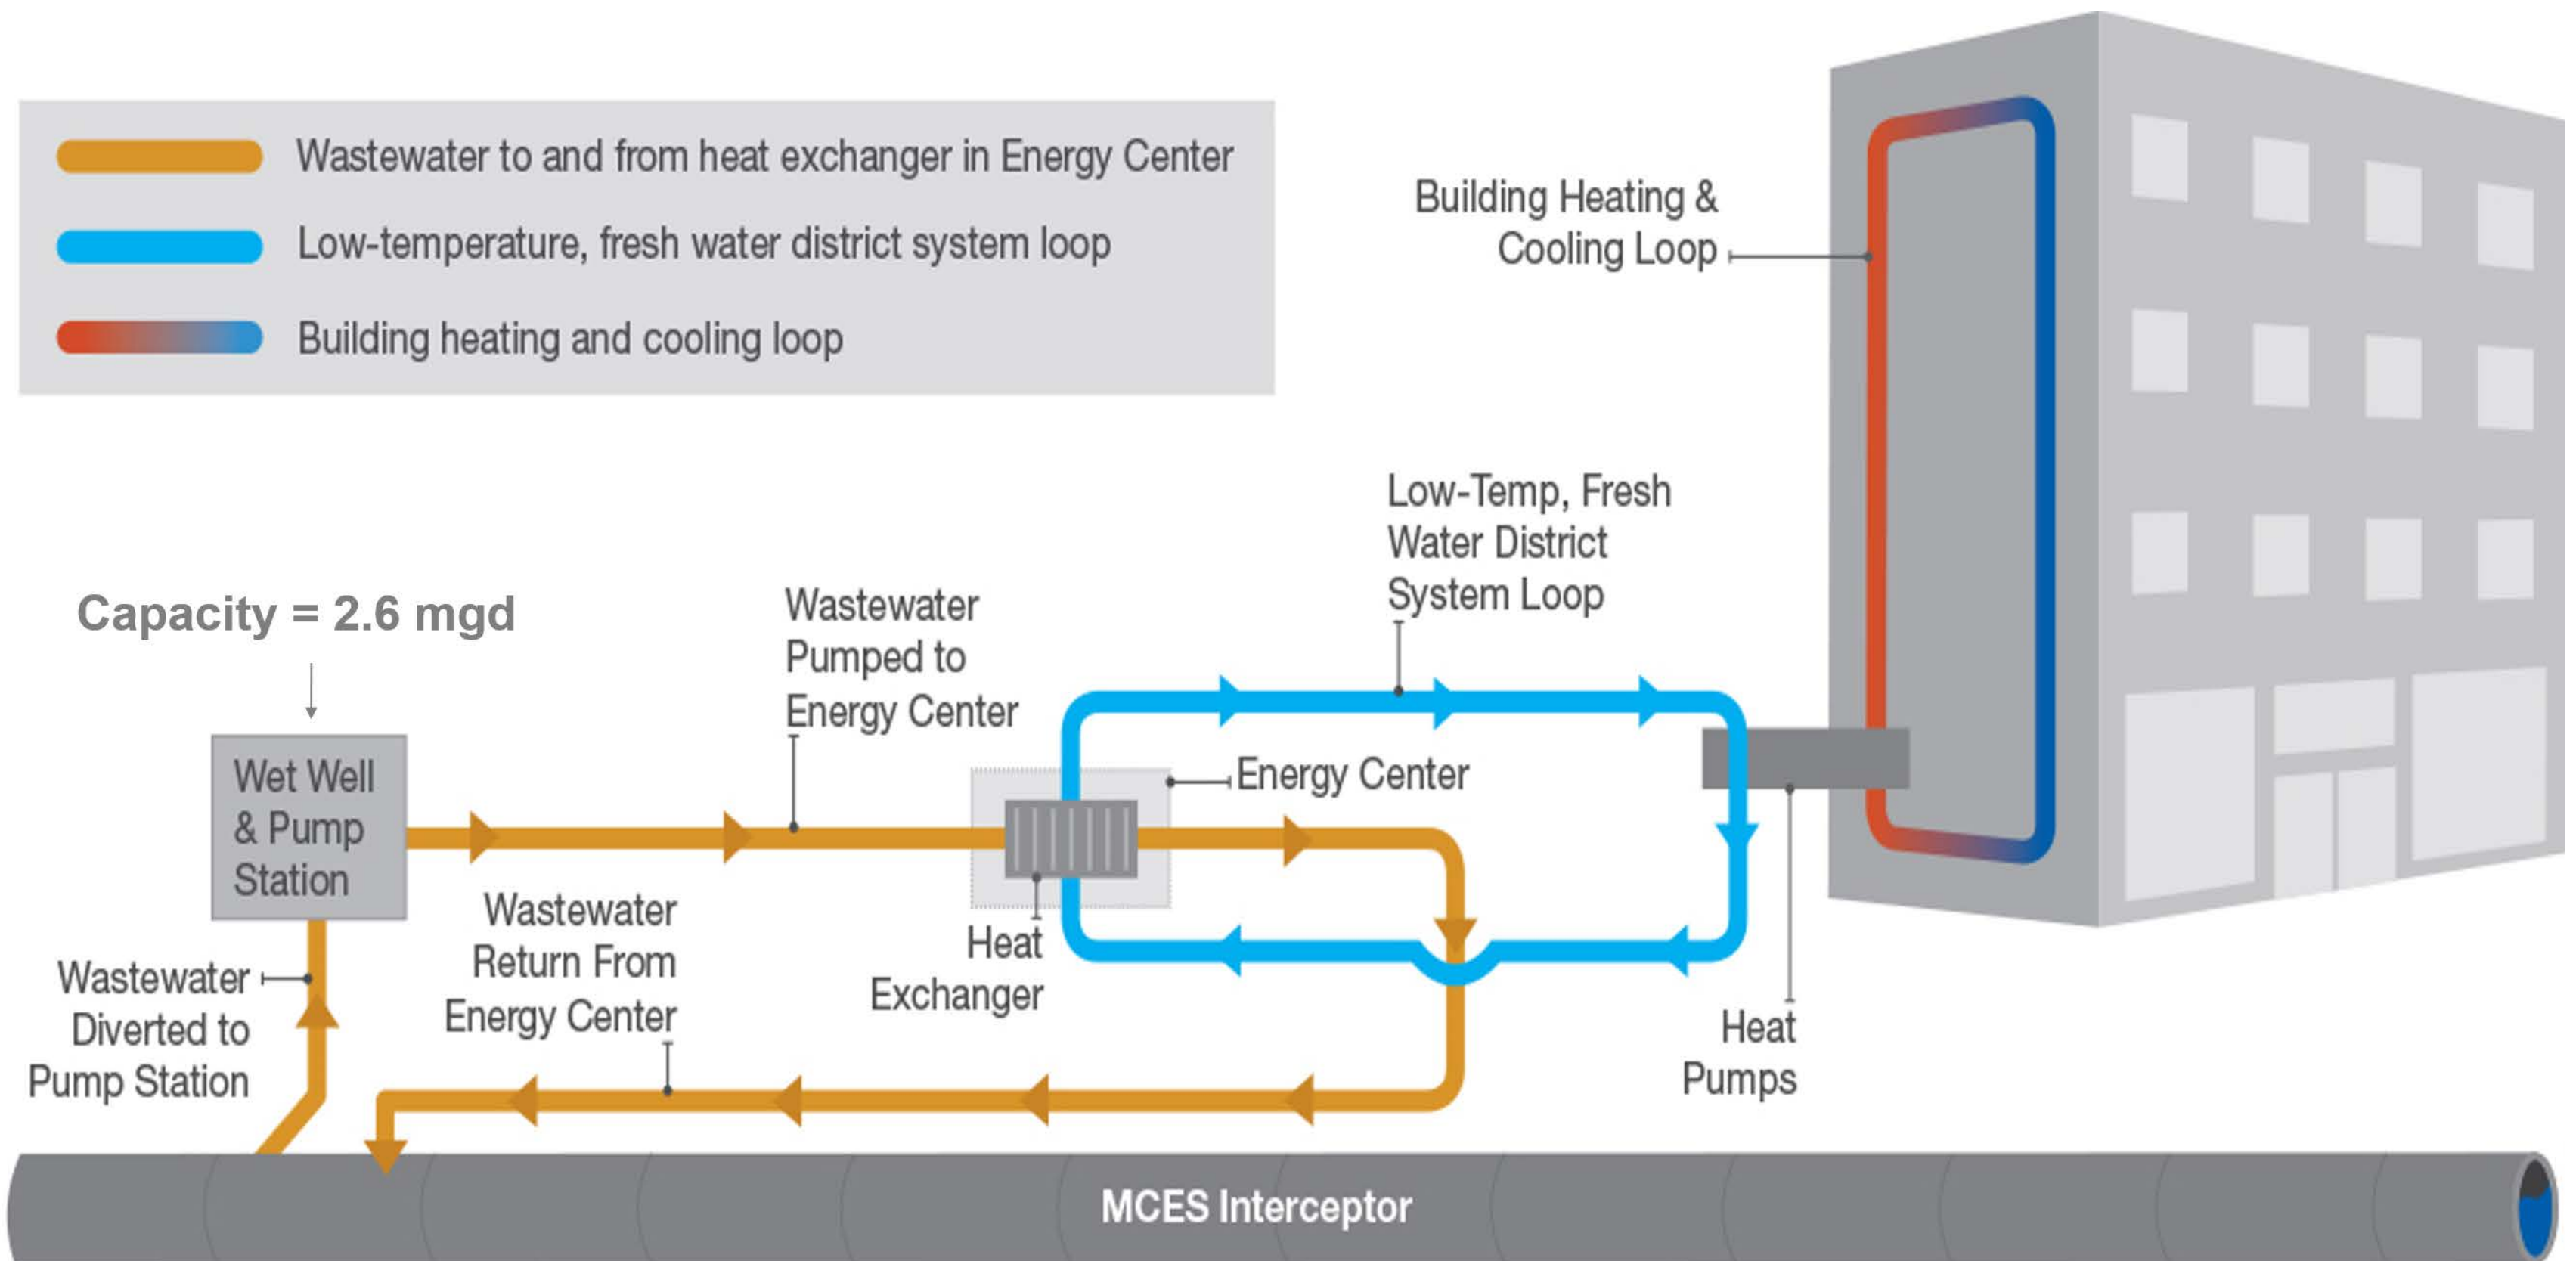 Wastewater to and from heat exchanger in Energy Center
Low-temperature, fresh water district system loop
Building heating and cooling loop
Building Heating &
Cooling Loop
Low-Temp, Fresh
Water District
System Loop
Capacity = 2.6 mgd
Wastewater
Pumped to
Energy Center
Wet Well
& Pump
Station
Energy Center
Wastewater
Return From
Energy Center
Heat
Exchanger
Wastewater
Diverted to
Pump Station
Heat
Pumps
MCES Interceptor